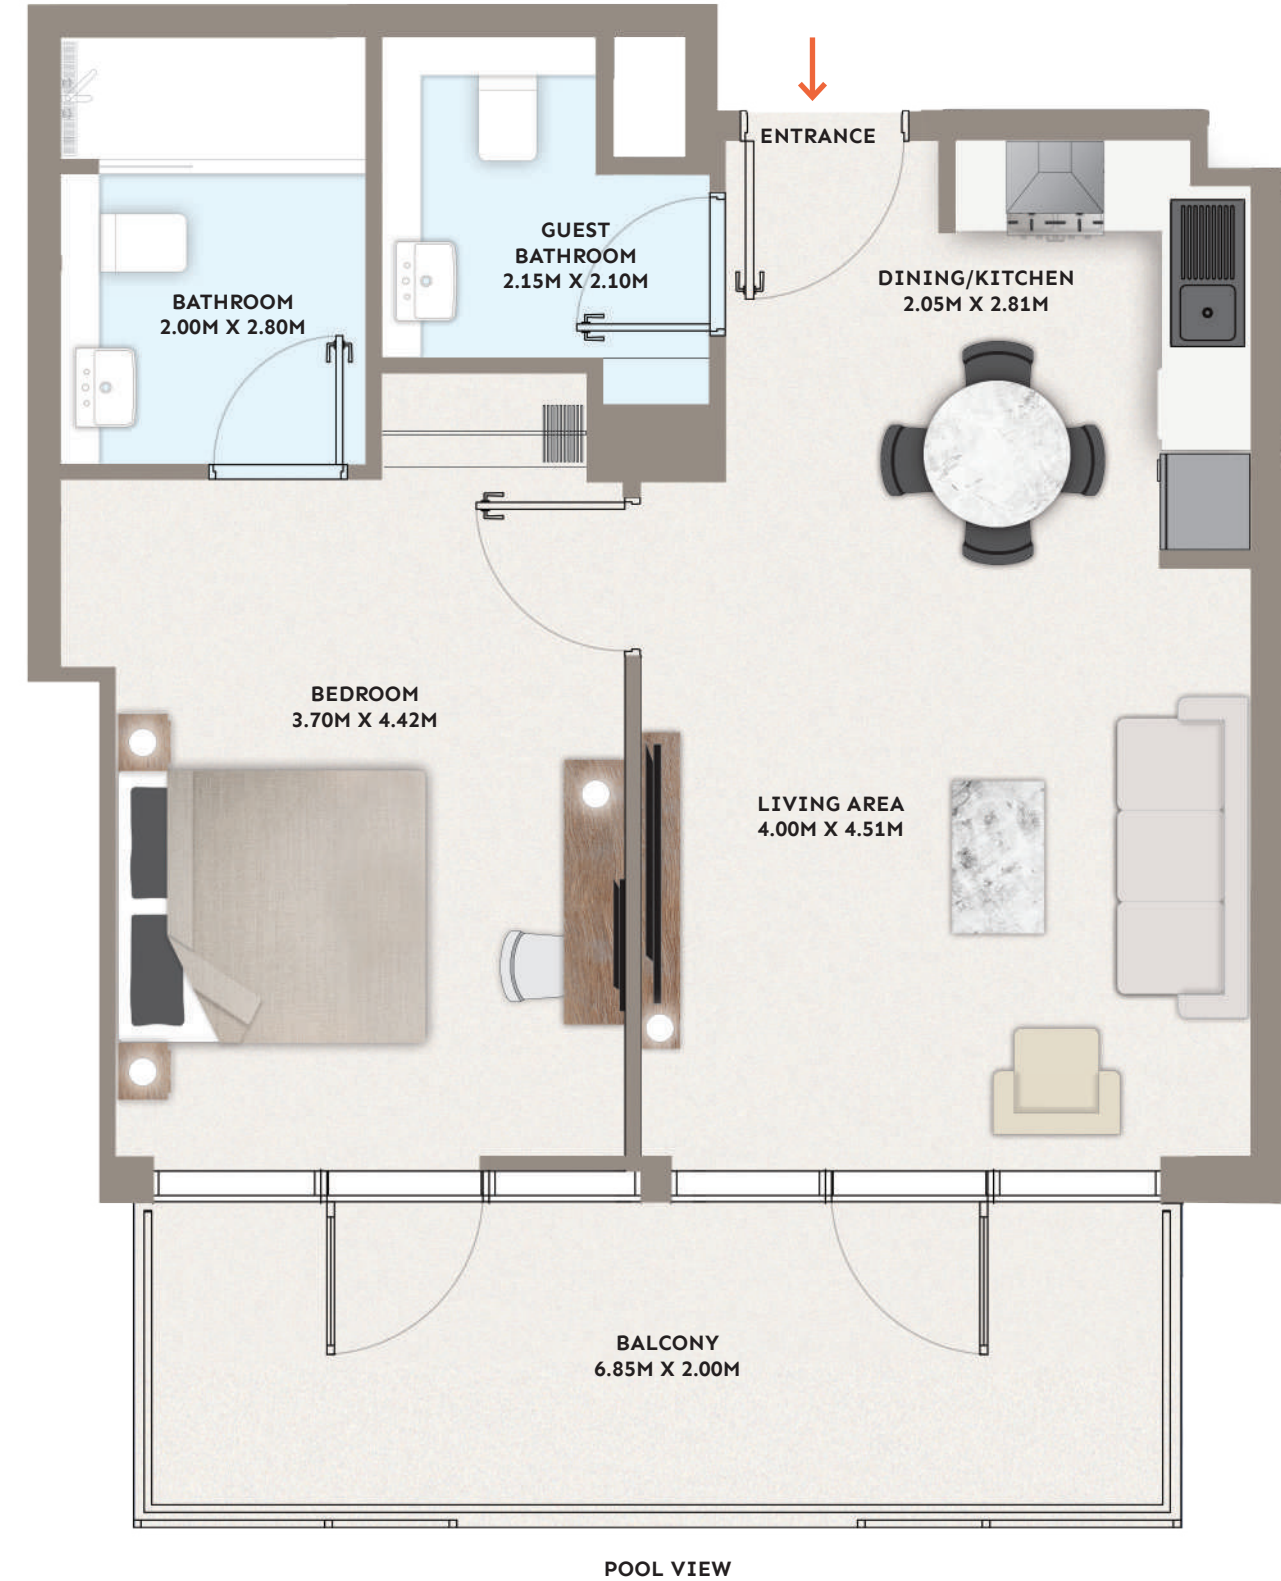 ENTRANCE
GUEST
BATHROOM
2.15M X 2.10M
BATHROOM
2.00M X 2.80M
DINING/KITCHEN
2.05M X 2.81M
BEDROOM
3.70M X 4.42M
LIVING AREA
4.00M X 4.51M
BALCONY
6.85M X 2.00M
POOL VIEW